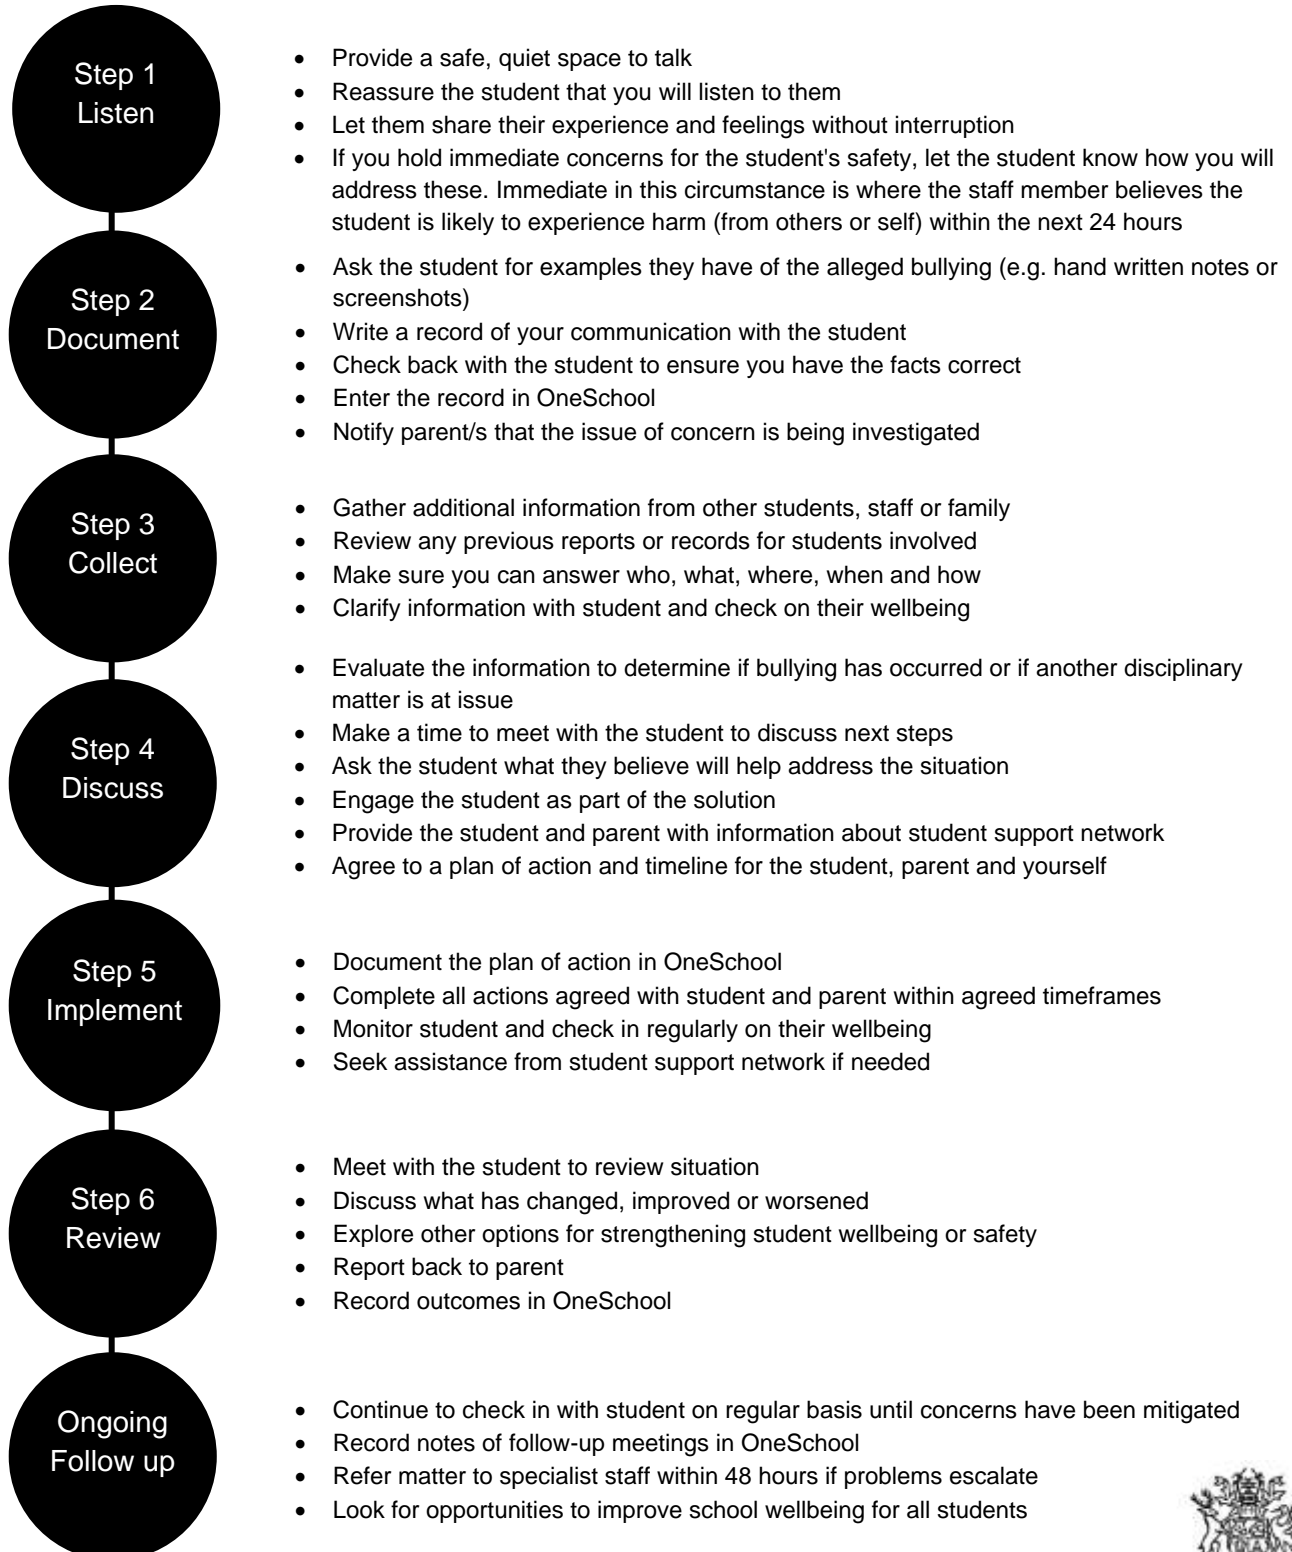 Step 1
Listen
• Provide a safe, quiet space to talk
• Reassure the student that you will listen to them
• Let them share their experience and feelings without interruption
• If you hold immediate concerns for the student's safety, let the student know how you will
address these. Immediate in this circumstance is where the staff member believes the
student is likely to experience harm (from others or self) within the next 24 hours
Step 2
Document
• Ask the student for examples they have of the alleged bullying (e.g. hand written notes or
screenshots)
• Write a record of your communication with the student
• Check back with the student to ensure you have the facts correct
• Enter the record in OneSchool
• Notify parent/s that the issue of concern is being investigated
Step 3
Collect
• Gather additional information from other students, staff or family
• Review any previous reports or records for students involved
• Make sure you can answer who, what, where, when and how
• Clarify information with student and check on their wellbeing
Step 4
Discuss
• Evaluate the information to determine if bullying has occurred or if another disciplinary
matter is at issue
• Make a time to meet with the student to discuss next steps
• Ask the student what they believe will help address the situation
• Engage the student as part of the solution
• Provide the student and parent with information about student support network
• Agree to a plan of action and timeline for the student, parent and yourself
Step 5
Implement
• Document the plan of action in OneSchool
• Complete all actions agreed with student and parent within agreed timeframes
• Monitor student and check in regularly on their wellbeing
• Seek assistance from student support network if needed
Step 6
Review
• Meet with the student to review situation
• Discuss what has changed, improved or worsened
• Explore other options for strengthening student wellbeing or safety
• Report back to parent
• Record outcomes in OneSchool
Ongoing
Follow up
• Continue to check in with student on regular basis until concerns have been mitigated
• Record notes of follow-up meetings in OneSchool
• Refer matter to specialist staff within 48 hours if problems escalate
• Look for opportunities to improve school wellbeing for all students